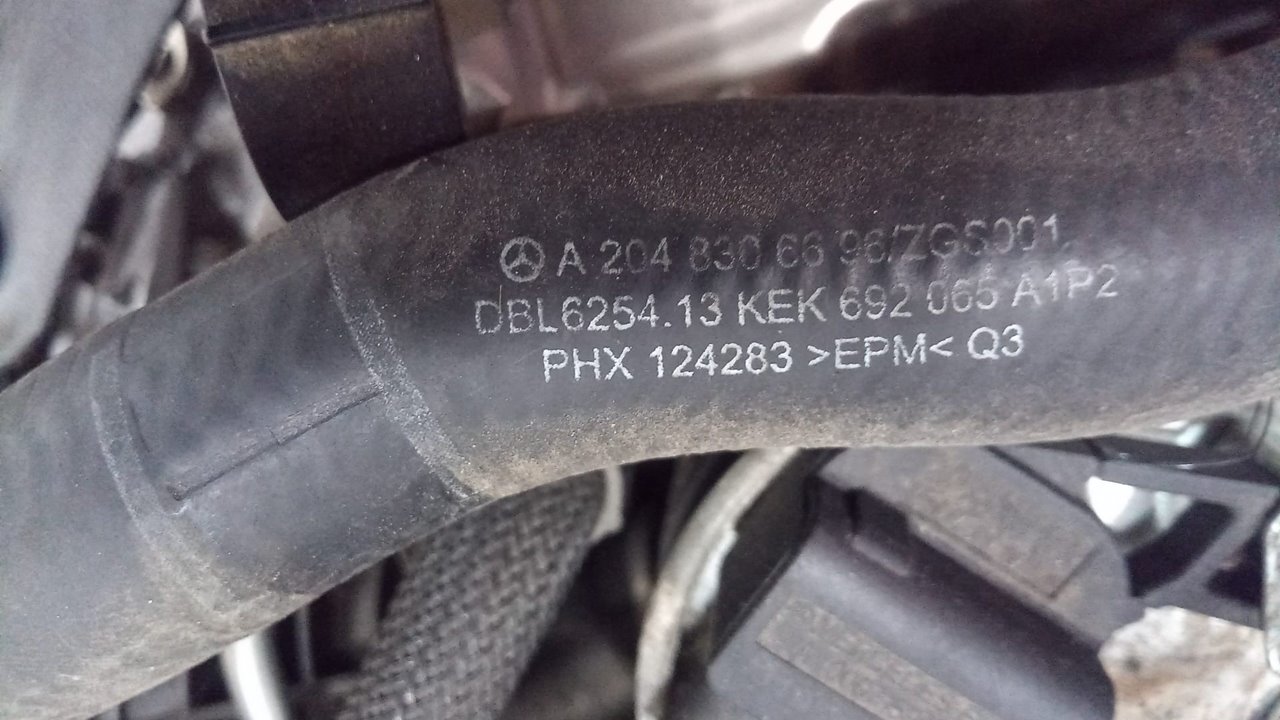 A 204 830 66 96/ZGS001
DBL6254.13 KEK 692 065 A1P2
PHX 124283 >EPM< Q3